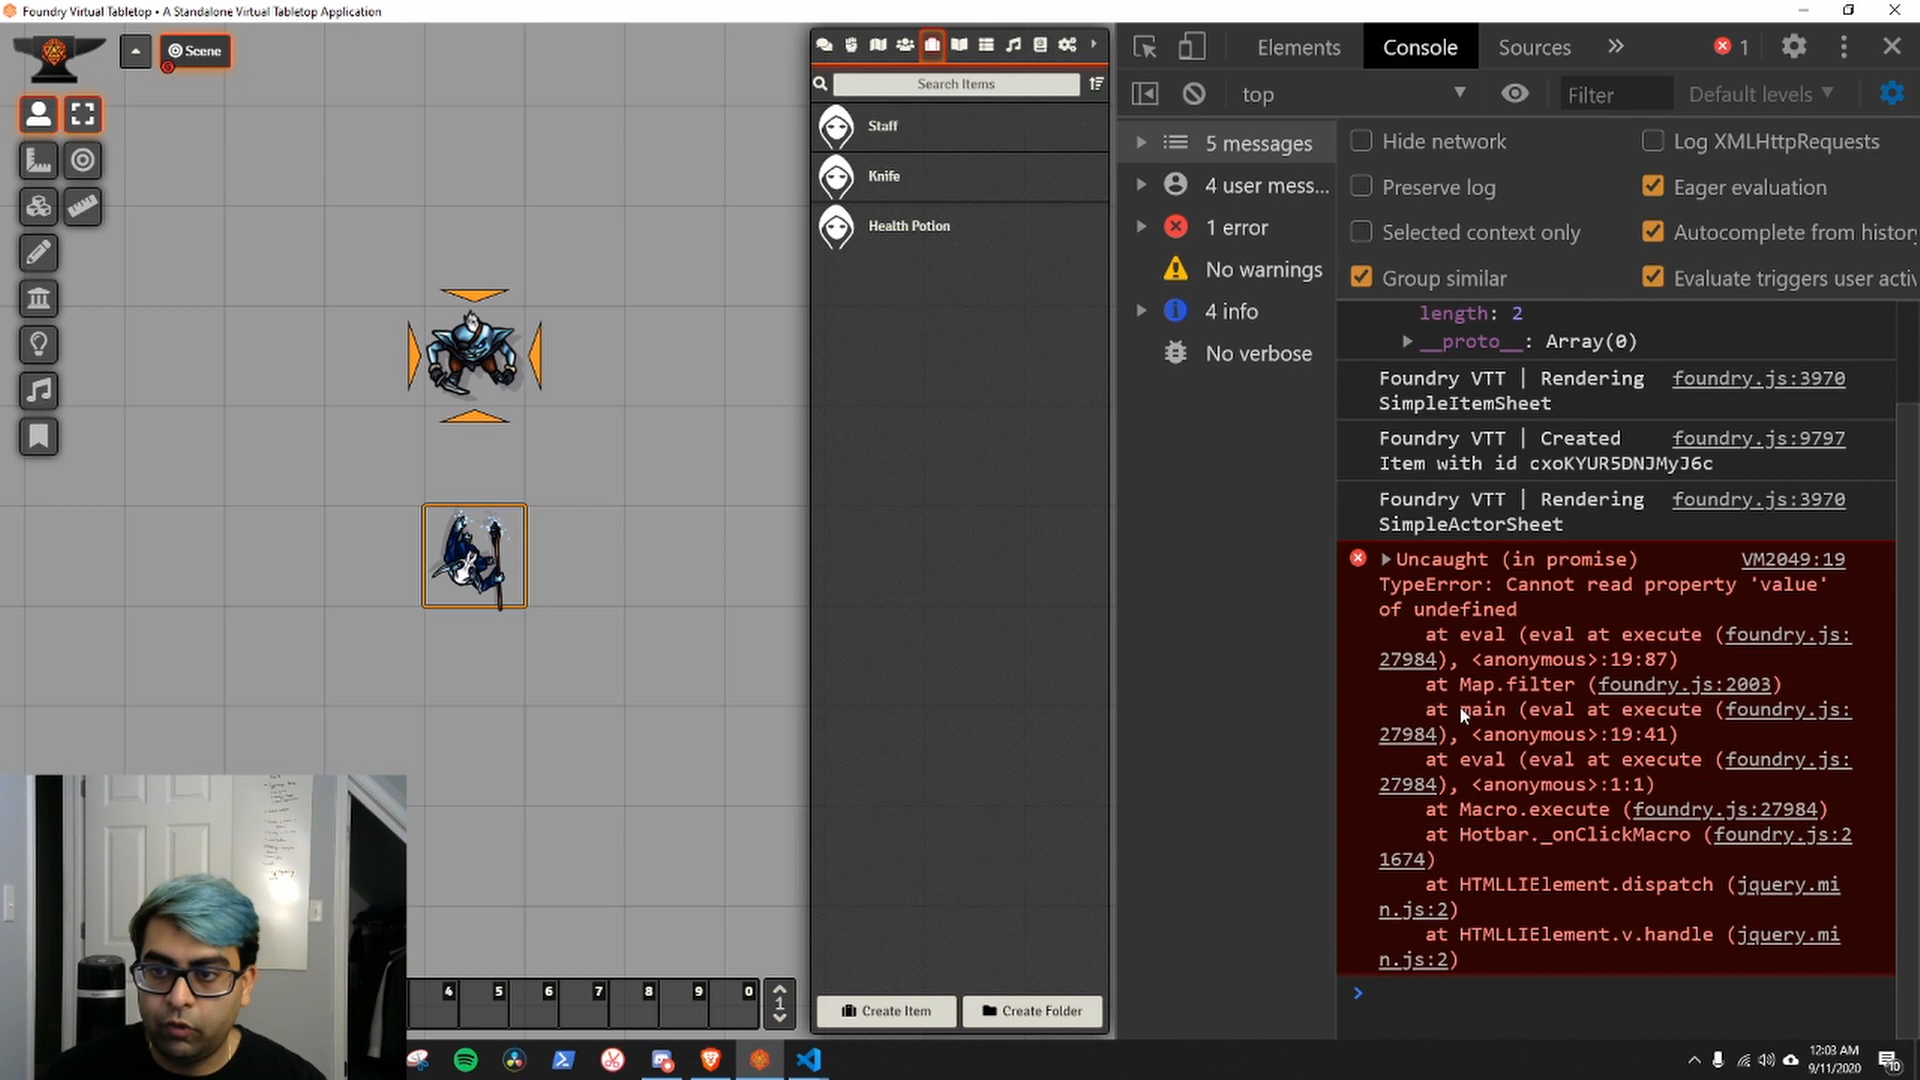 Foundry Virtual Tabletop • A Standalone Virtual Tabletop Application
Scene
G
Search Items
Staff
Knife
Health Potion
4 5 6 7 8 9 0
1
Create Item
Create Folder
Elements Console Sources » 1
top Filter Default levels
5 messages
4 user mess...
1 error
No warnings
4 info
No verbose
Hide network
Log XMLHttpRequests
Preserve log
Eager evaluation
Selected context only
Autocomplete from history
Group similar
Evaluate triggers user activ
length: 2
__proto__: Array(0)
Foundry VTT | Rendering foundry.js:3970
SimpleItemSheet
Foundry VTT | Created foundry.js:9797
Item with id cxoKYUR5DNJMyJ6c
Foundry VTT | Rendering foundry.js:3970
SimpleActorSheet
Uncaught (in promise) VM2049:19
TypeError: Cannot read property 'value'
of undefined
at eval (eval at execute (foundry.js:
27984), <anonymous>:19:87)
at Map.filter (foundry.js:2003)
at main (eval at execute (foundry.js:
27984), <anonymous>:19:41)
at eval (eval at execute (foundry.js:
27984), <anonymous>:1:1)
at Macro.execute (foundry.js:27984)
at Hotbar._onClickMacro (foundry.js:2
1674)
at HTMLLIElement.dispatch (jquery.mi
n.js:2)
at HTMLLIElement.v.handle (jquery.mi
n.js:2)
12:03 AM
9/11/2020
10